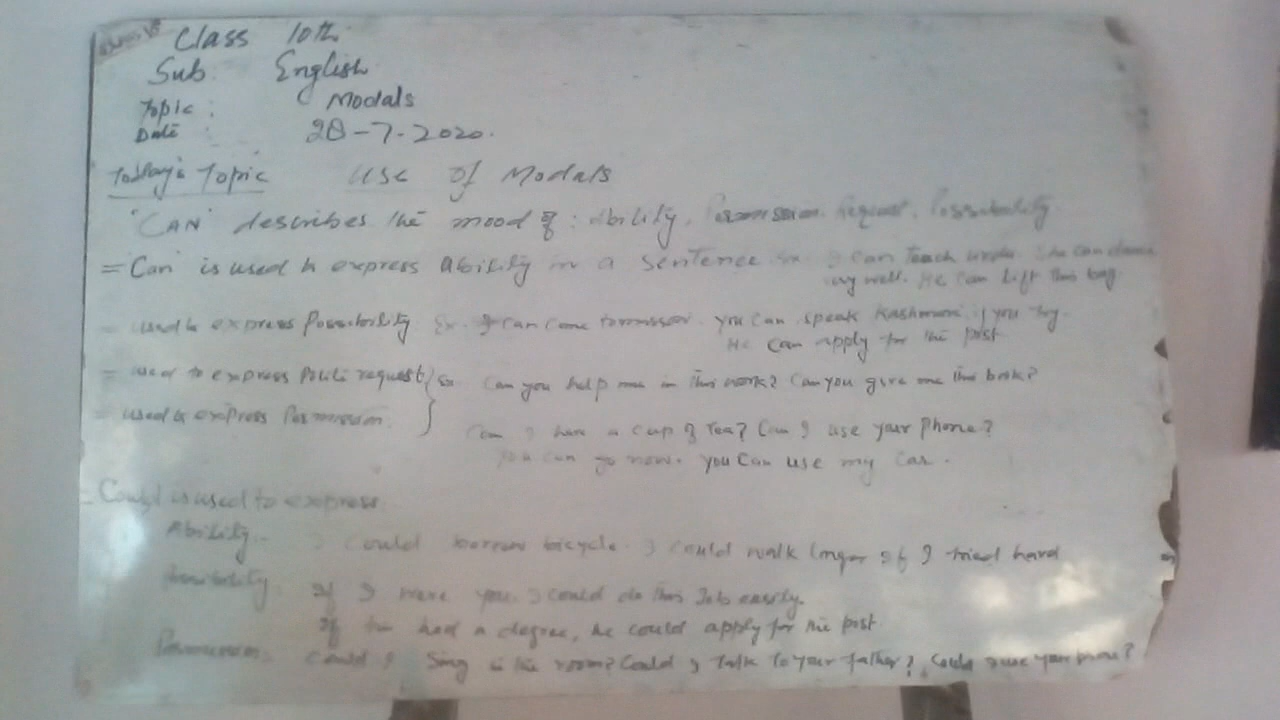 Class 10
Class 10th
Sub English
Topic : Modals
Date : 28-7-2020.
Today's Topic Use of Modals
'CAN' describes the mood of : ability, Permission. Request. Possibility
= Can is used to express Ability in a sentence Ex. I can Teach She can dance
very well. He can lift this bag
= used to express Possibility Ex. I can come tomorrow. you can speak Kashmiri if you try.
He can apply for the post
= used to express Polite request } Ex. Can you help me in this work? Can you give me this book?
= used to express Permission
Can I have a cup of tea? Can I use your phone?
You can go now. You Can use my car.
= Could is used to express
Ability - I could borrow bicycle. I could walk longer if I tried hard
Possibility If I were you I could do this Job easily.
If he had a degree, he could apply for the post
Permission, Could I Sing in the room? Could I Talk to your father? Could I use your phone?